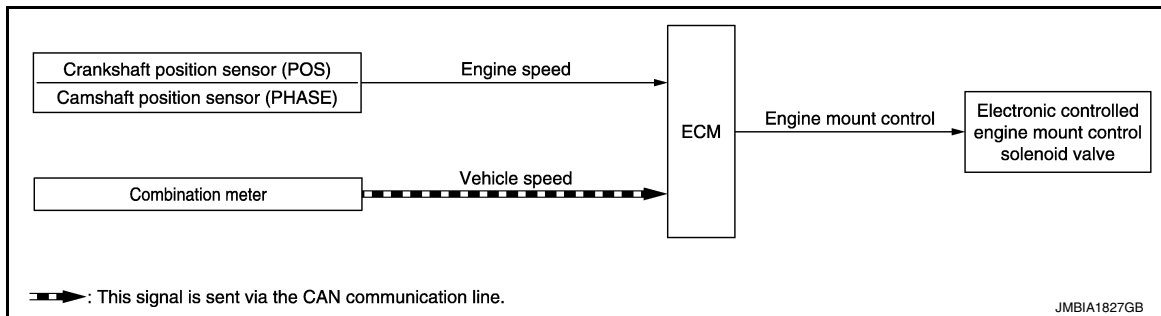 Crankshaft position sensor (POS)
Camshaft position sensor (PHASE)
Engine speed
Combination meter
Vehicle speed
ECM
Engine mount control
Electronic controlled
engine mount control
solenoid valve
: This signal is sent via the CAN communication line.
JMBIA1827GB